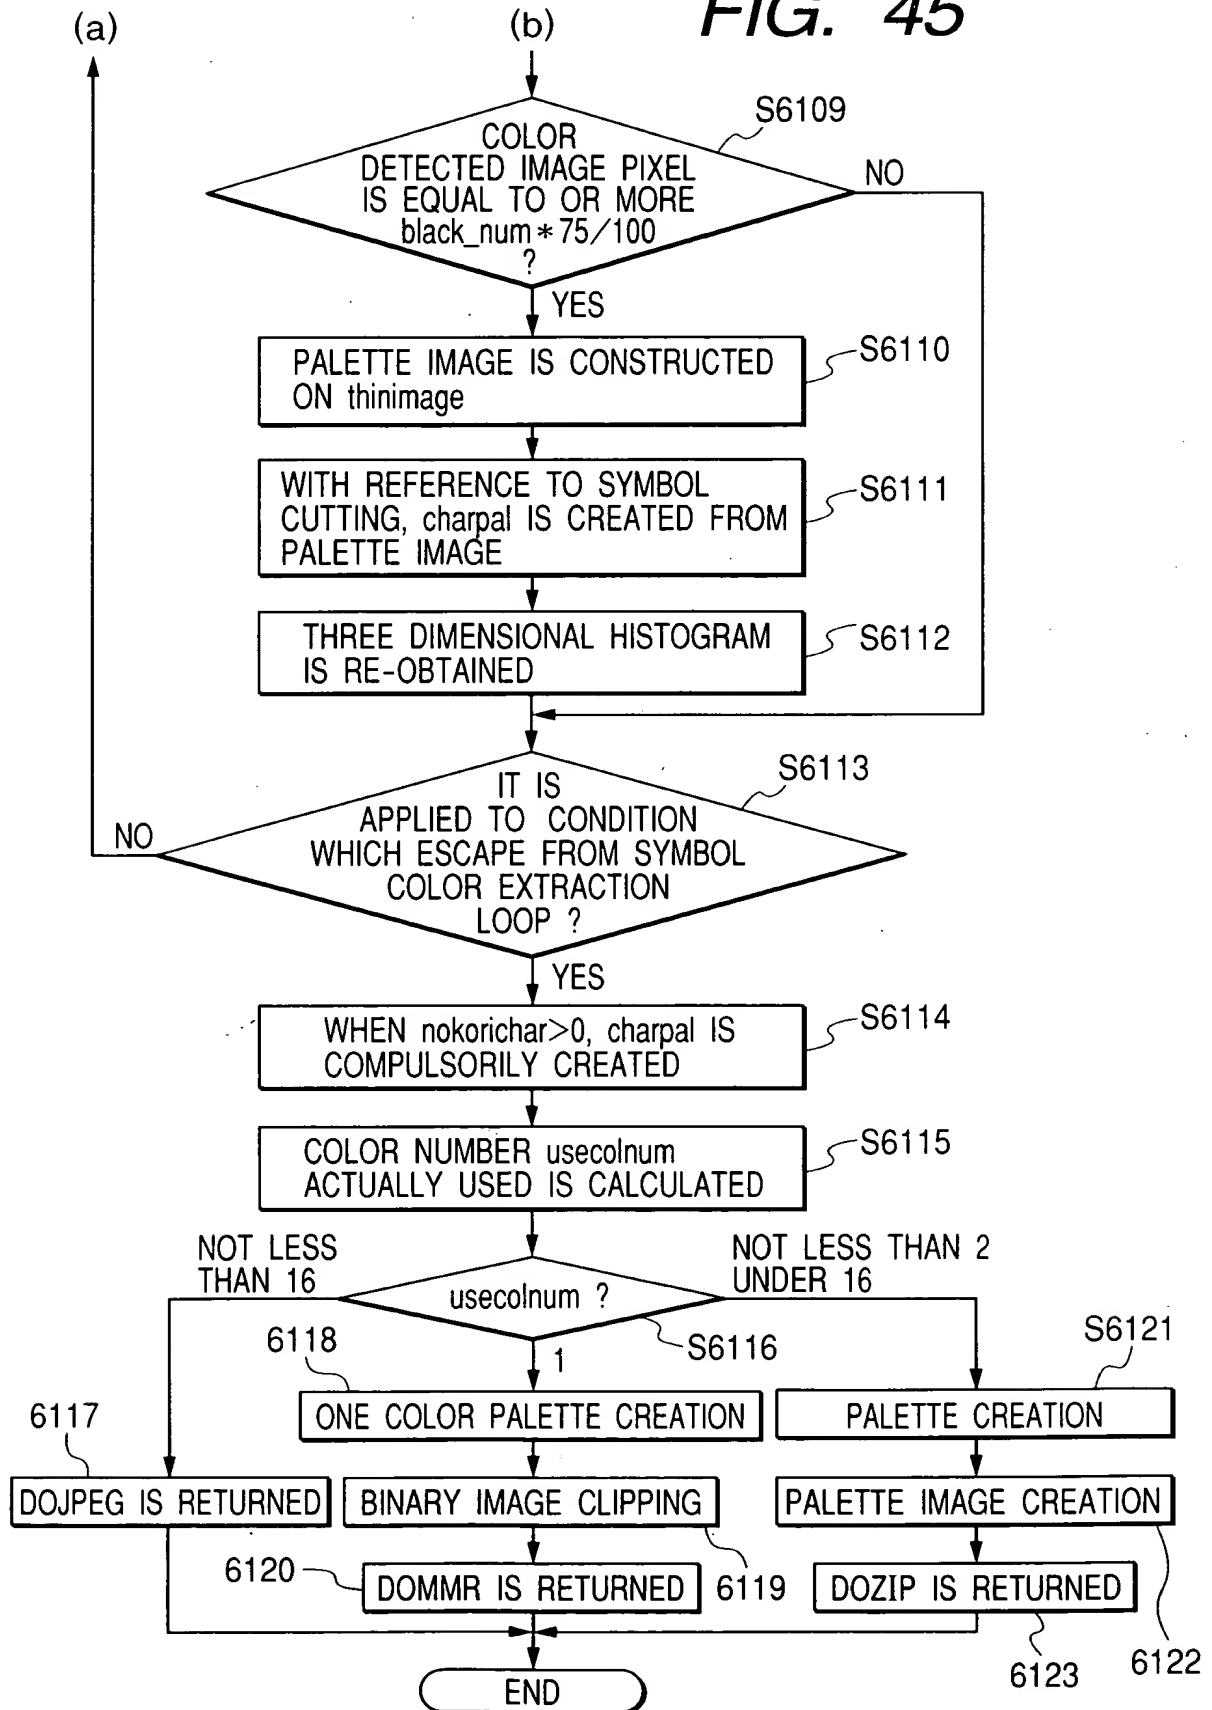 FIG. 45
(a)
(b)
S6109
COLOR
DETECTED IMAGE PIXEL
IS EQUAL TO OR MORE
black_num*75/100
?
NO
YES
PALETTE IMAGE IS CONSTRUCTED
ON thinimage
S6110
WITH REFERENCE TO SYMBOL
CUTTING, charpal IS CREATED FROM
PALETTE IMAGE
S6111
THREE DIMENSIONAL HISTOGRAM
IS RE-OBTAINED
S6112
S6113
IT IS
APPLIED TO CONDITION
WHICH ESCAPE FROM SYMBOL
COLOR EXTRACTION
LOOP ?
NO
YES
WHEN nokorichar>0, charpal IS
COMPULSORILY CREATED
S6114
COLOR NUMBER usecolnum
ACTUALLY USED IS CALCULATED
S6115
NOT LESS
THAN 16
usecolnum ?
NOT LESS THAN 2
UNDER 16
S6116
1
6118
S6121
ONE COLOR PALETTE CREATION
PALETTE CREATION
6117
DOJPEG IS RETURNED
BINARY IMAGE CLIPPING
PALETTE IMAGE CREATION
6120
DOMMR IS RETURNED
6119
DOZIP IS RETURNED
6123
6122
END